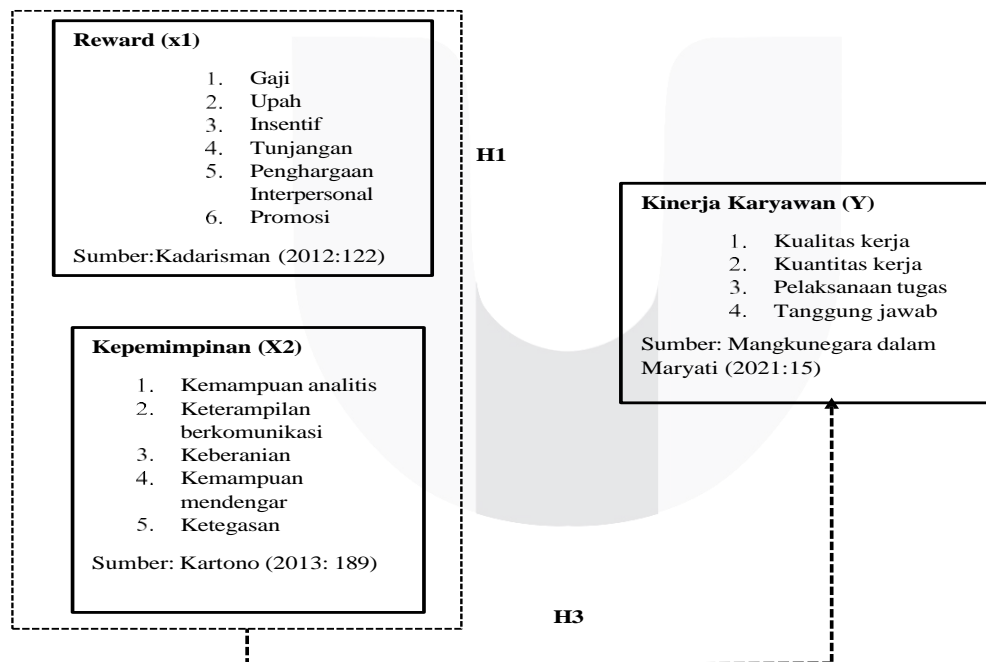 Reward (x1)
1. Gaji
2. Upah
3. Insentif
4. Tunjangan
5. Penghargaan
Interpersonal
6. Promosi
Sumber:Kadarisman (2012:122)
H1
Kinerja Karyawan (Y)
1. Kualitas kerja
2. Kuantitas kerja
3. Pelaksanaan tugas
4. Tanggung jawab
Sumber: Mangkunegara dalam
Maryati (2021:15)
Kepemimpinan (X2)
1. Kemampuan analitis
2. Keterampilan
berkomunikasi
3. Keberanian
4. Kemampuan
mendengar
5. Ketegasan
Sumber: Kartono (2013: 189)
H3